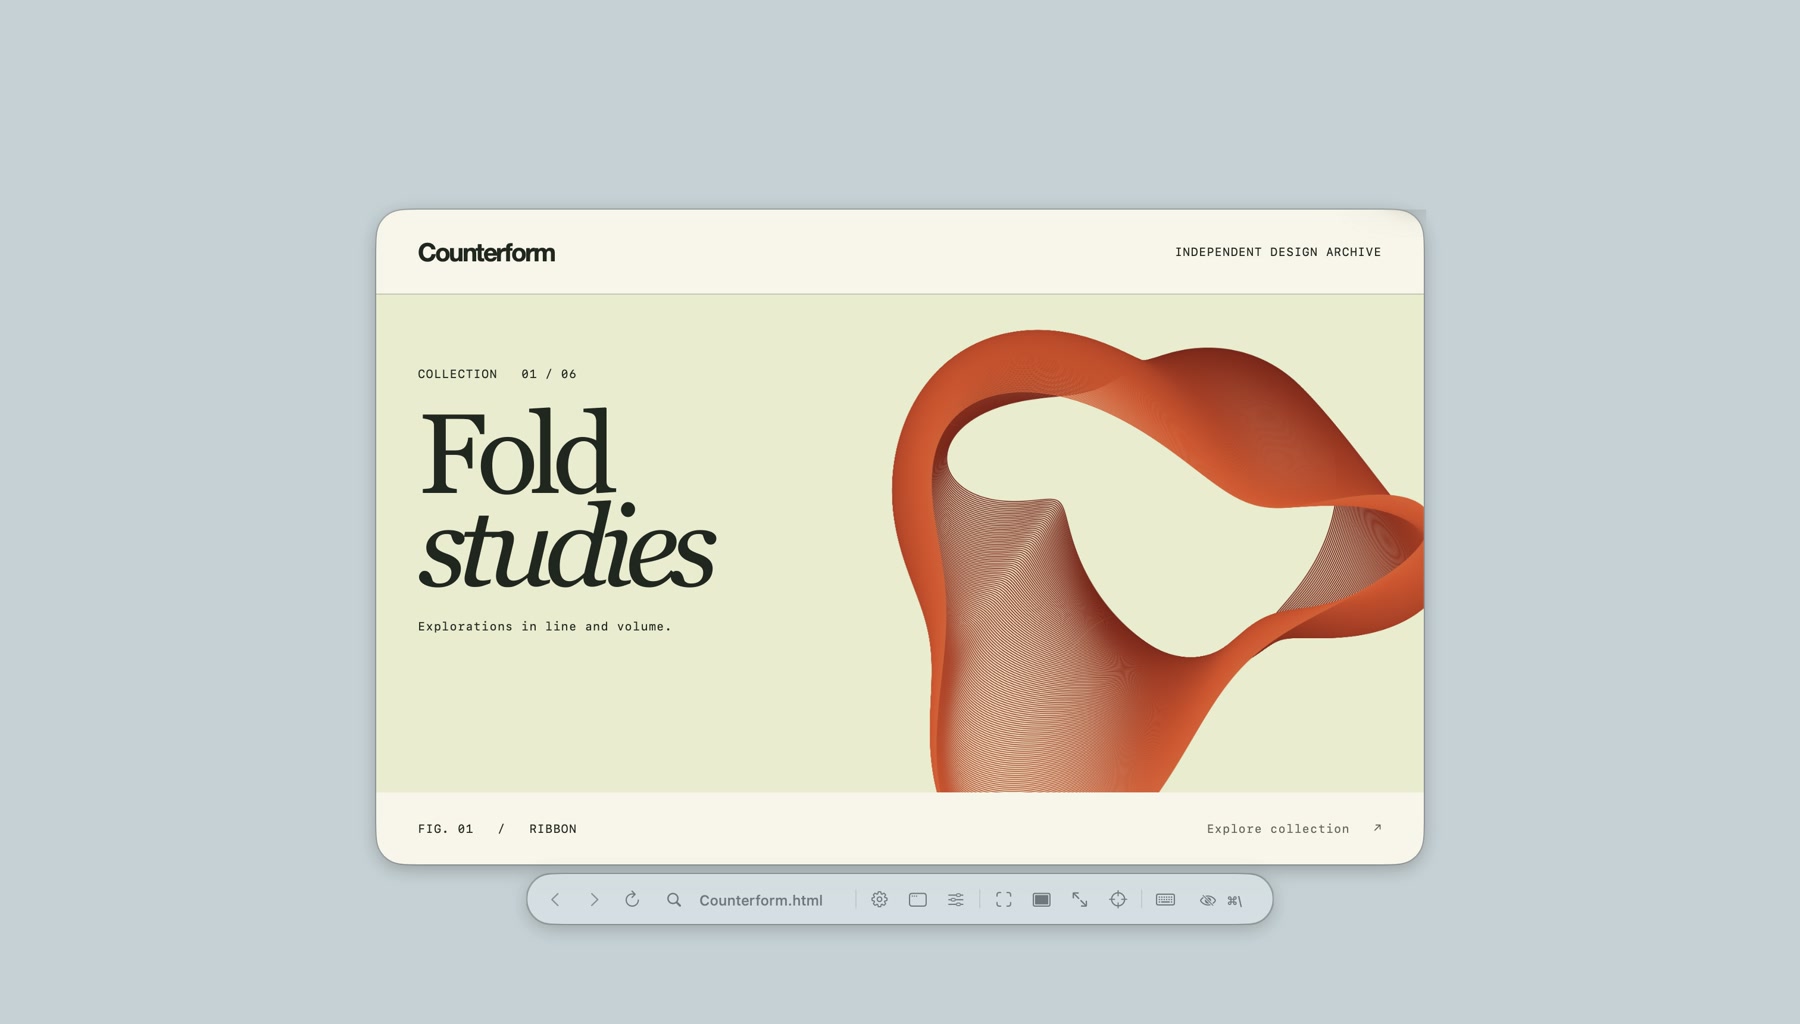 Counterform
INDEPENDENT DESIGN ARCHIVE
COLLECTION 01 / 06
Fold
studies
Explorations in line and volume.
FIG. 01 / RIBBON
Explore collection ↗
Counterform.html
⌘\